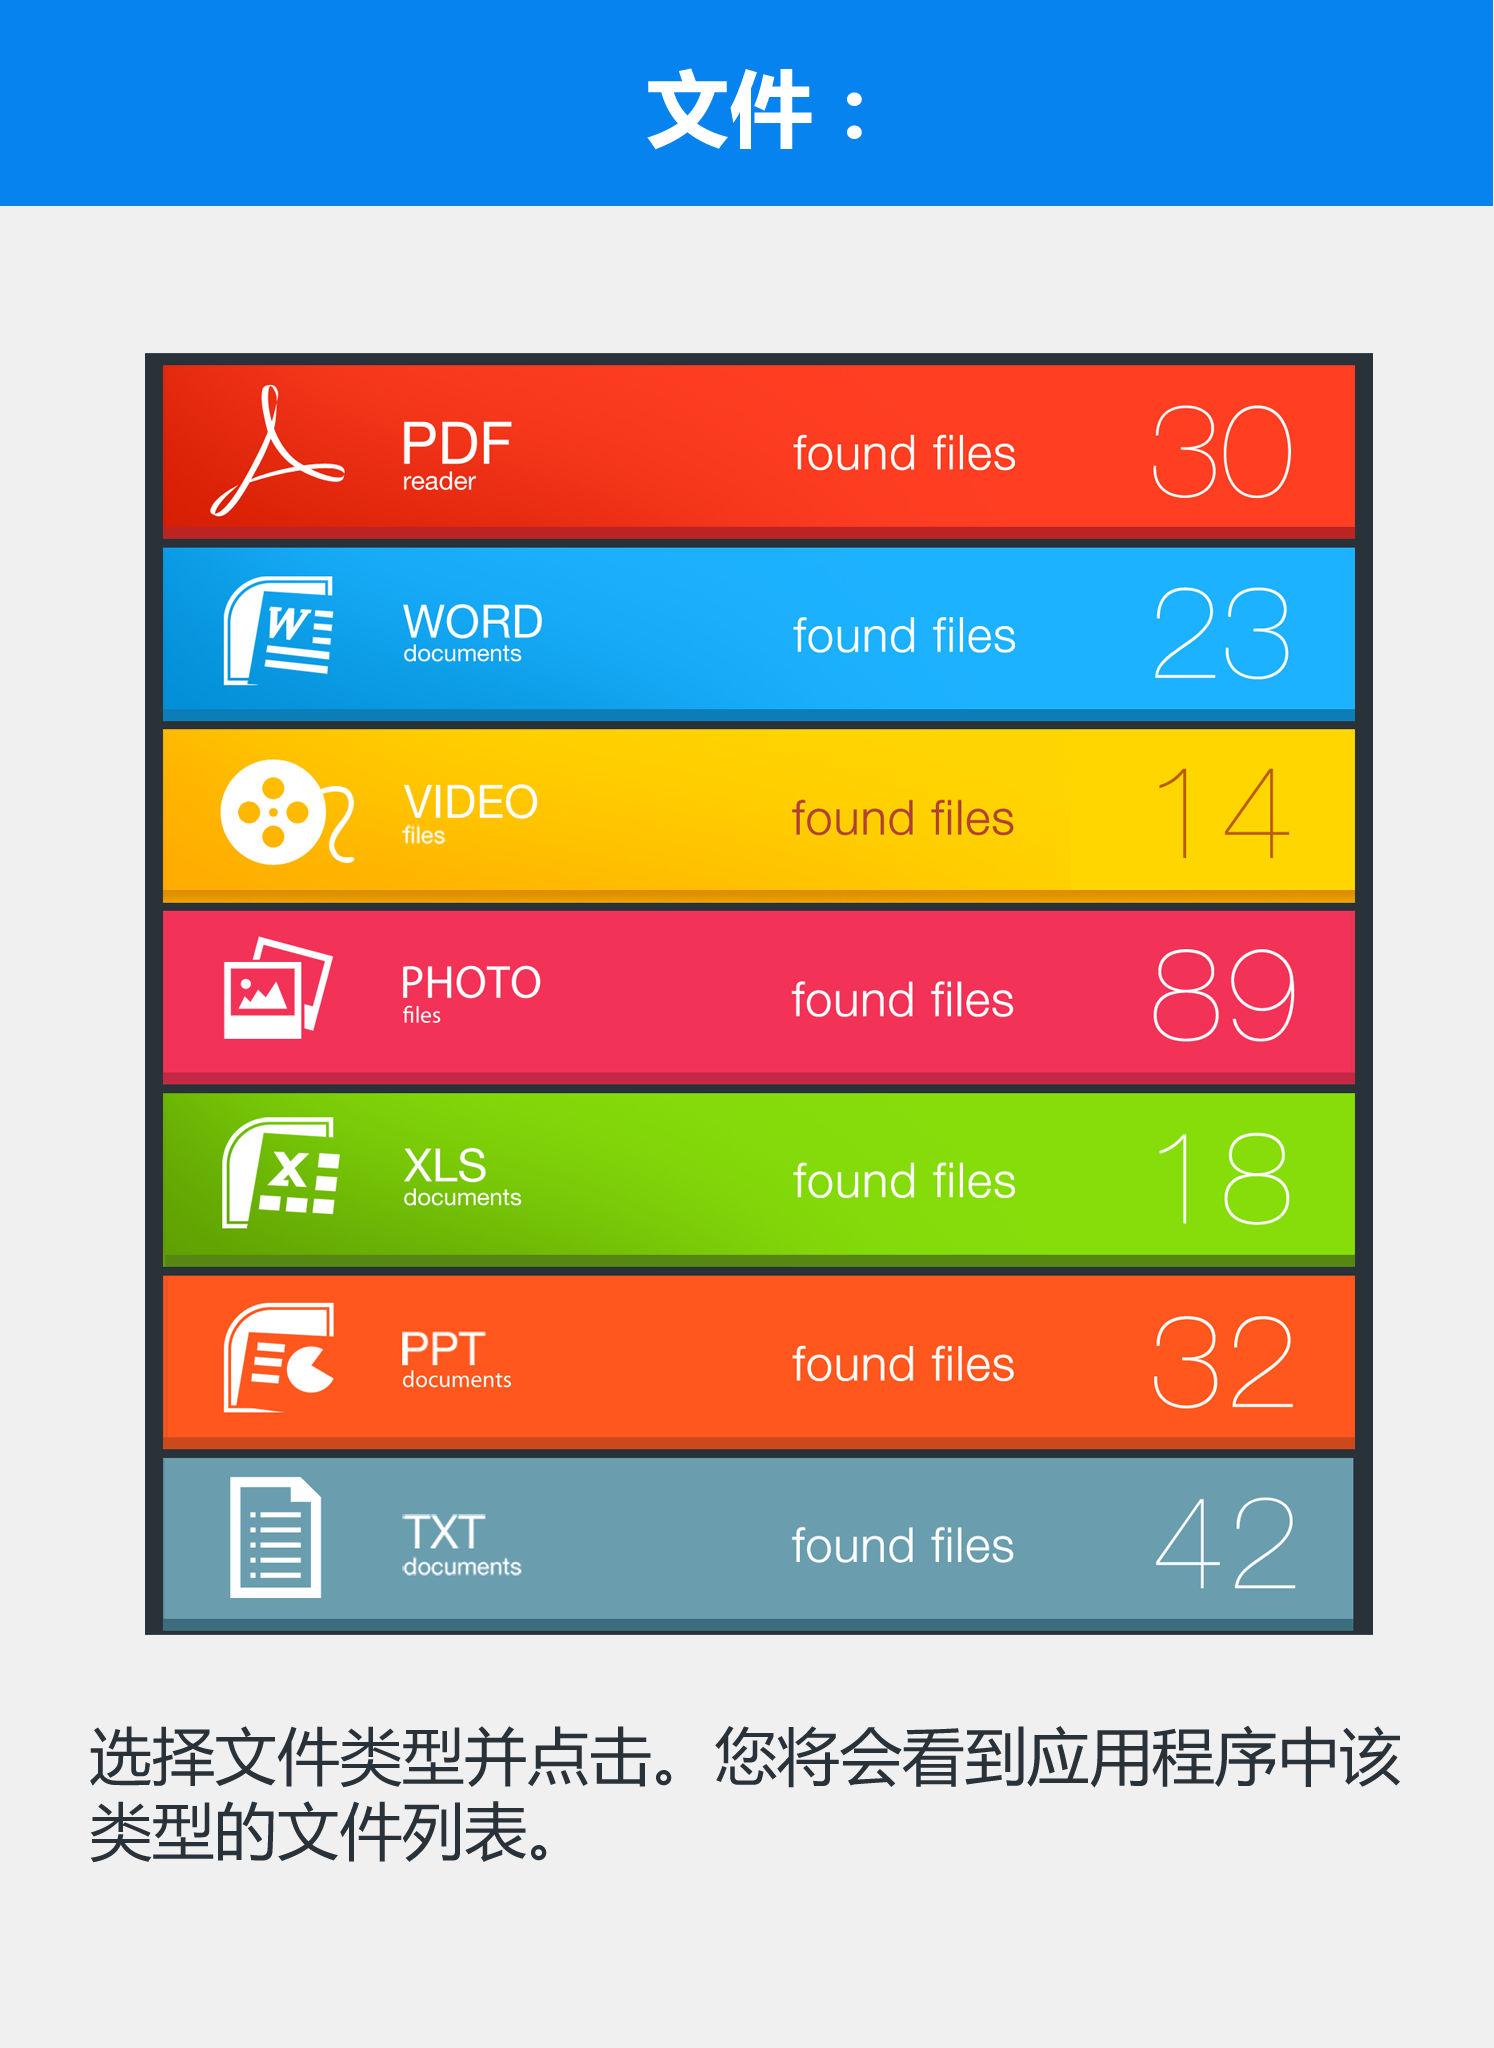 文件：
PDF
reader
found files
30
W
WORD
documents
found files
23
VIDEO
files
found files
14
PHOTO
files
found files
89
X
XLS
documents
found files
18
PPT
documents
found files
32
TXT
documents
found files
42
选择文件类型并点击。您将会看到应用程序中该
类型的文件列表。